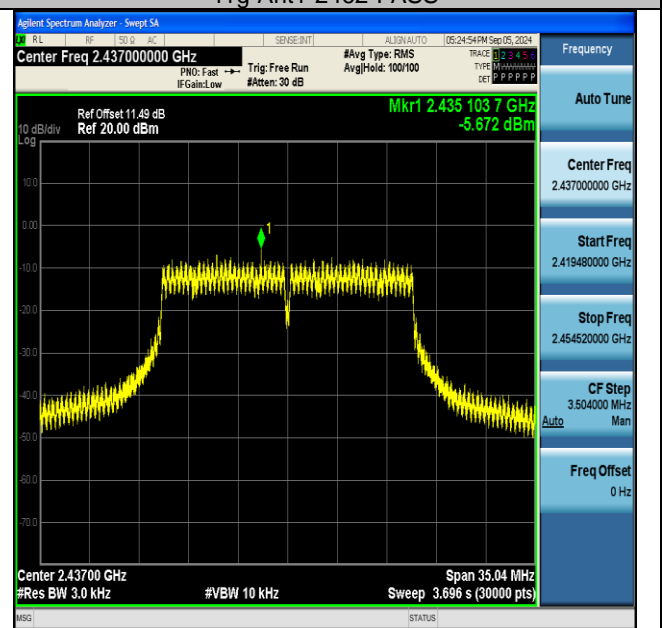 Agilent Spectrum Analyzer - Swept SA
RL RF 50 Ω AC SENSE:INT ALIGN AUTO 05:24:54 PM Sep 05, 2024
Center Freq 2.437000000 GHz
PNO: Fast
IFGain:Low
Trig: Free Run
#Atten: 30 dB
#Avg Type: RMS
Avg|Hold: 100/100
TRACE 1 2 3 4 5 6
TYPE M
DET P P P P P P
Frequency
Auto Tune
Center Freq
2.437000000 GHz
Start Freq
2.419480000 GHz
Stop Freq
2.454520000 GHz
CF Step
3.504000 MHz
Auto Man
Freq Offset
0 Hz
Mkr1 2.435 103 7 GHz
-5.672 dBm
Ref Offset 11.49 dB
10 dB/div Ref 20.00 dBm
Log
10.0
0.00
1
-10.0
-20.0
-30.0
-40.0
-50.0
-60.0
-70.0
Center 2.43700 GHz Span 35.04 MHz
#Res BW 3.0 kHz #VBW 10 kHz Sweep 3.696 s (30000 pts)
MSG STATUS